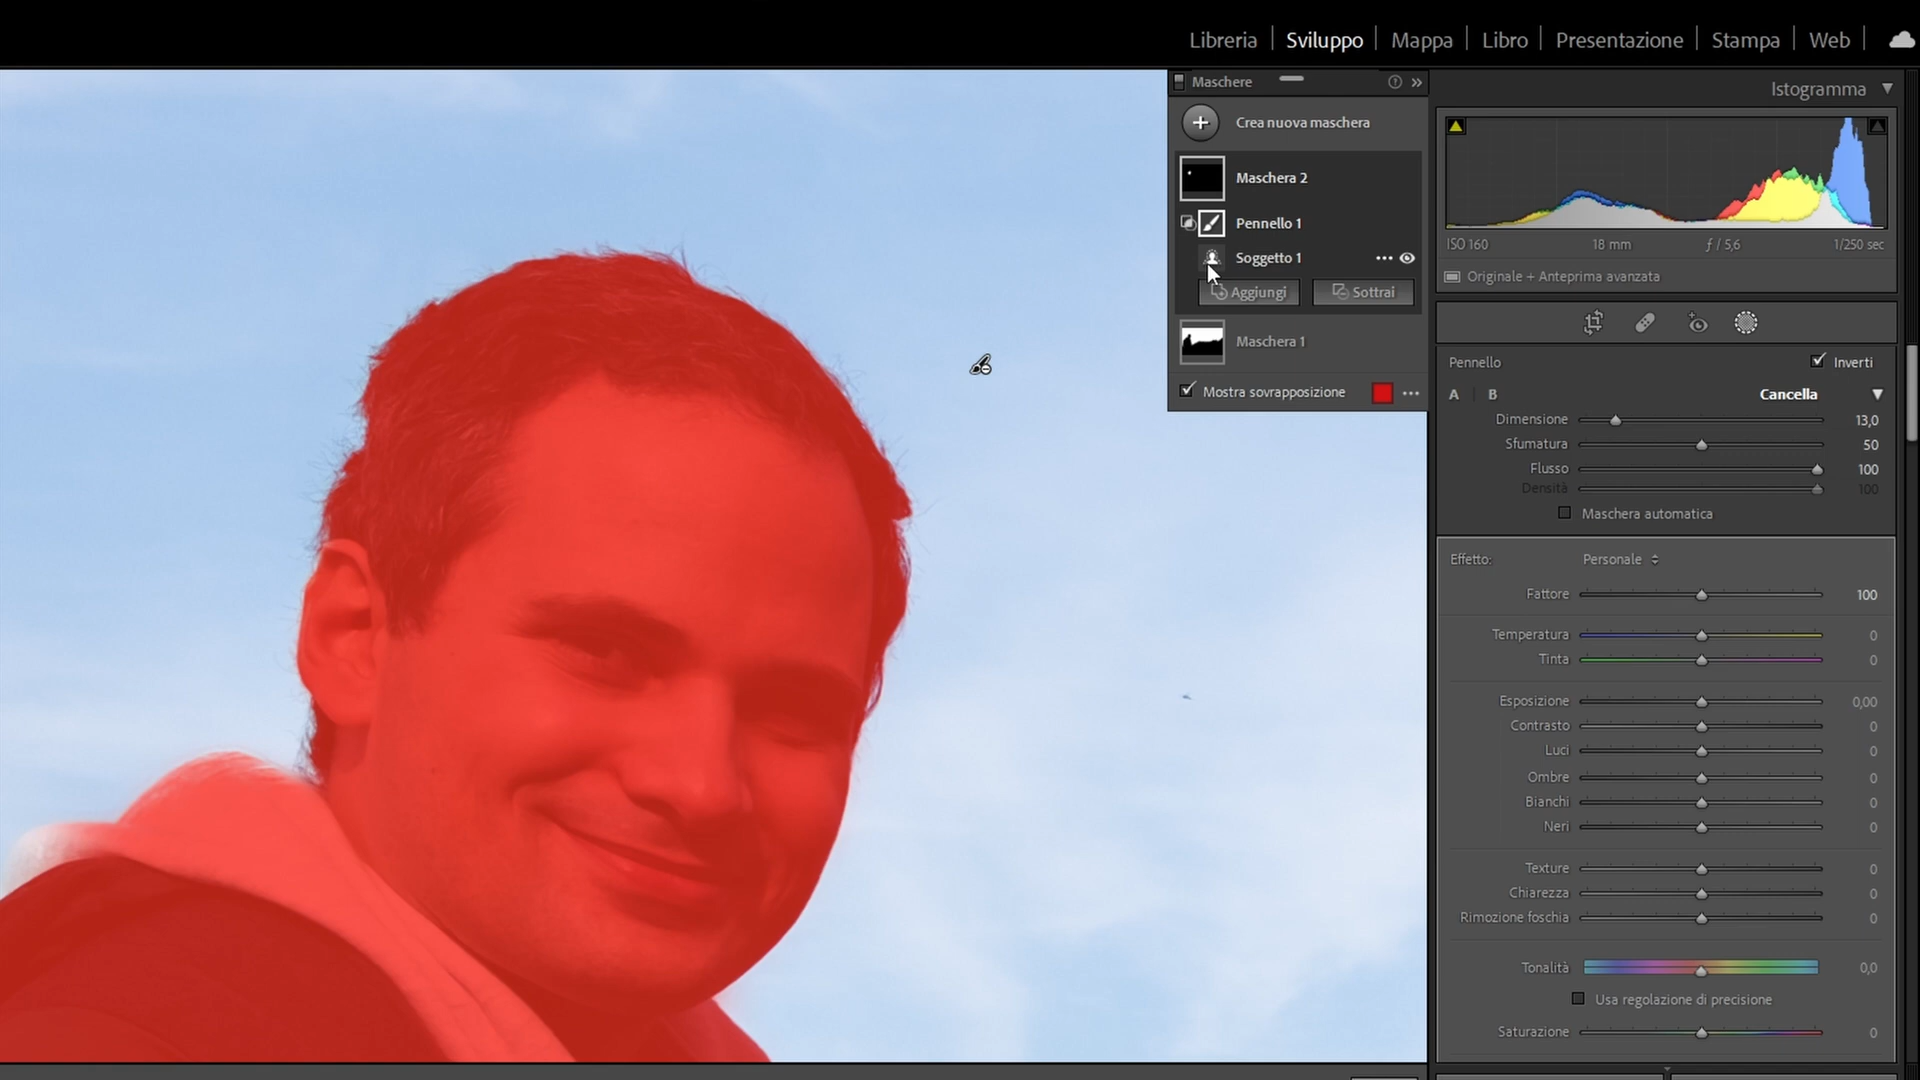 Libreria | Sviluppo | Mappa | Libro | Presentazione | Stampa | Web |
Maschere
Crea nuova maschera
Maschera 2
Pennello 1
Soggetto 1
Aggiungi Sottrai
Maschera 1
Mostra sovrapposizione
Istogramma
ISO 160 18 mm ƒ / 5,6 1/250 sec
Originale + Anteprima avanzata
Pennello Inverti
A | B Cancella
Dimensione 13,0
Sfumatura 50
Flusso 100
Densità 100
Maschera automatica
Effetto: Personale
Fattore 100
Temperatura 0
Tinta 0
Esposizione 0,00
Contrasto 0
Luci 0
Ombre 0
Bianchi 0
Neri 0
Texture 0
Chiarezza 0
Rimozione foschia 0
Tonalità 0,0
Usa regolazione di precisione
Saturazione 0